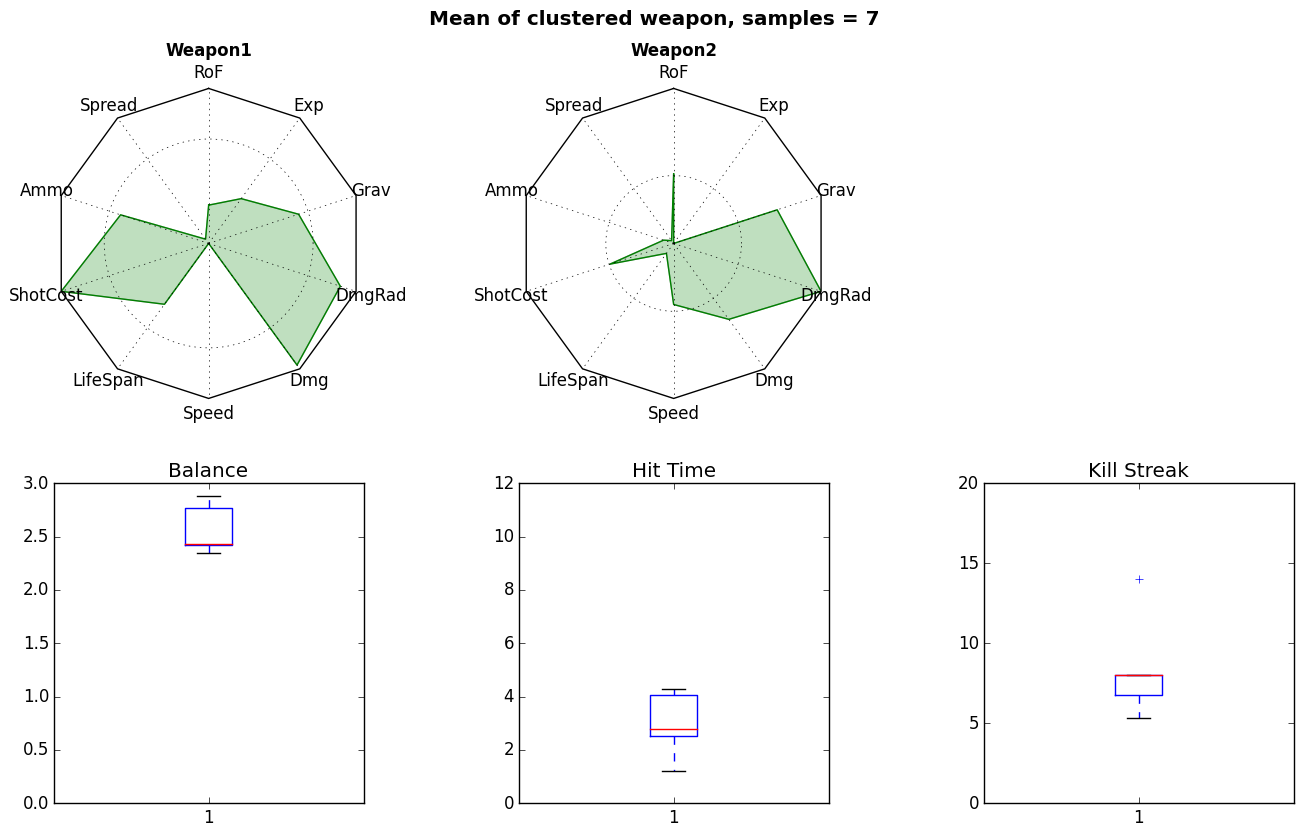 Mean of clustered weapon, samples = 7
Weapon1
RoF
Exp
Spread
Grav
Ammo
DmgRad
ShotCost
Dmg
LifeSpan
Speed
Weapon2
RoF
Exp
Spread
Grav
Ammo
DmgRad
ShotCost
Dmg
LifeSpan
Speed
Balance
3.0
2.5
2.0
1.5
1.0
0.5
0.0
1
Hit Time
12
10
8
6
4
2
0
1
Kill Streak
20
15
10
5
0
1